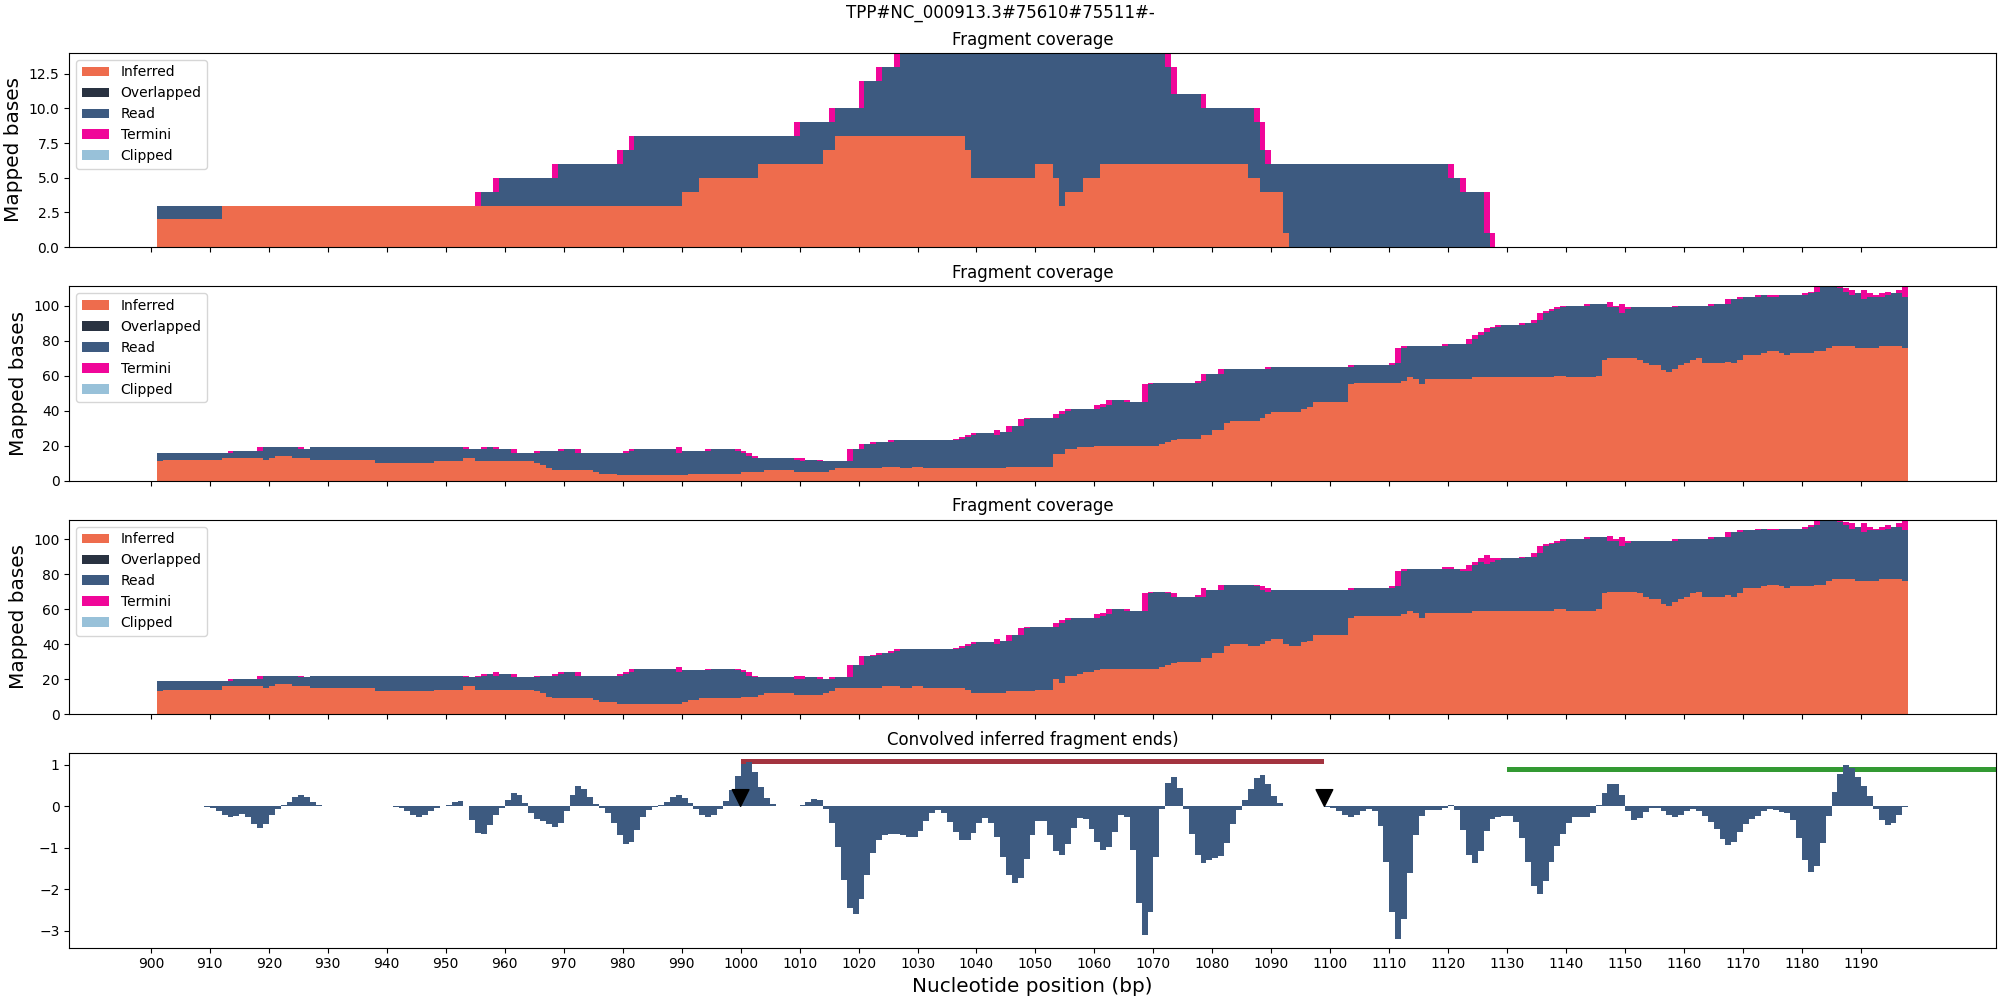 TPP#NC_000913.3#75610#75511#-
Fragment coverage
Mapped bases
12.5
10.0
7.5
5.0
2.5
0.0
Inferred
Overlapped
Read
Termini
Clipped
Fragment coverage
Mapped bases
100
80
60
40
20
0
Inferred
Overlapped
Read
Termini
Clipped
Fragment coverage
Mapped bases
100
80
60
40
20
0
Inferred
Overlapped
Read
Termini
Clipped
Convolved inferred fragment ends)
1
0
−1
−2
−3
900 910 920 930 940 950 960 970 980 990 1000 1010 1020 1030 1040 1050 1060 1070 1080 1090 1100 1110 1120 1130 1140 1150 1160 1170 1180 1190
Nucleotide position (bp)